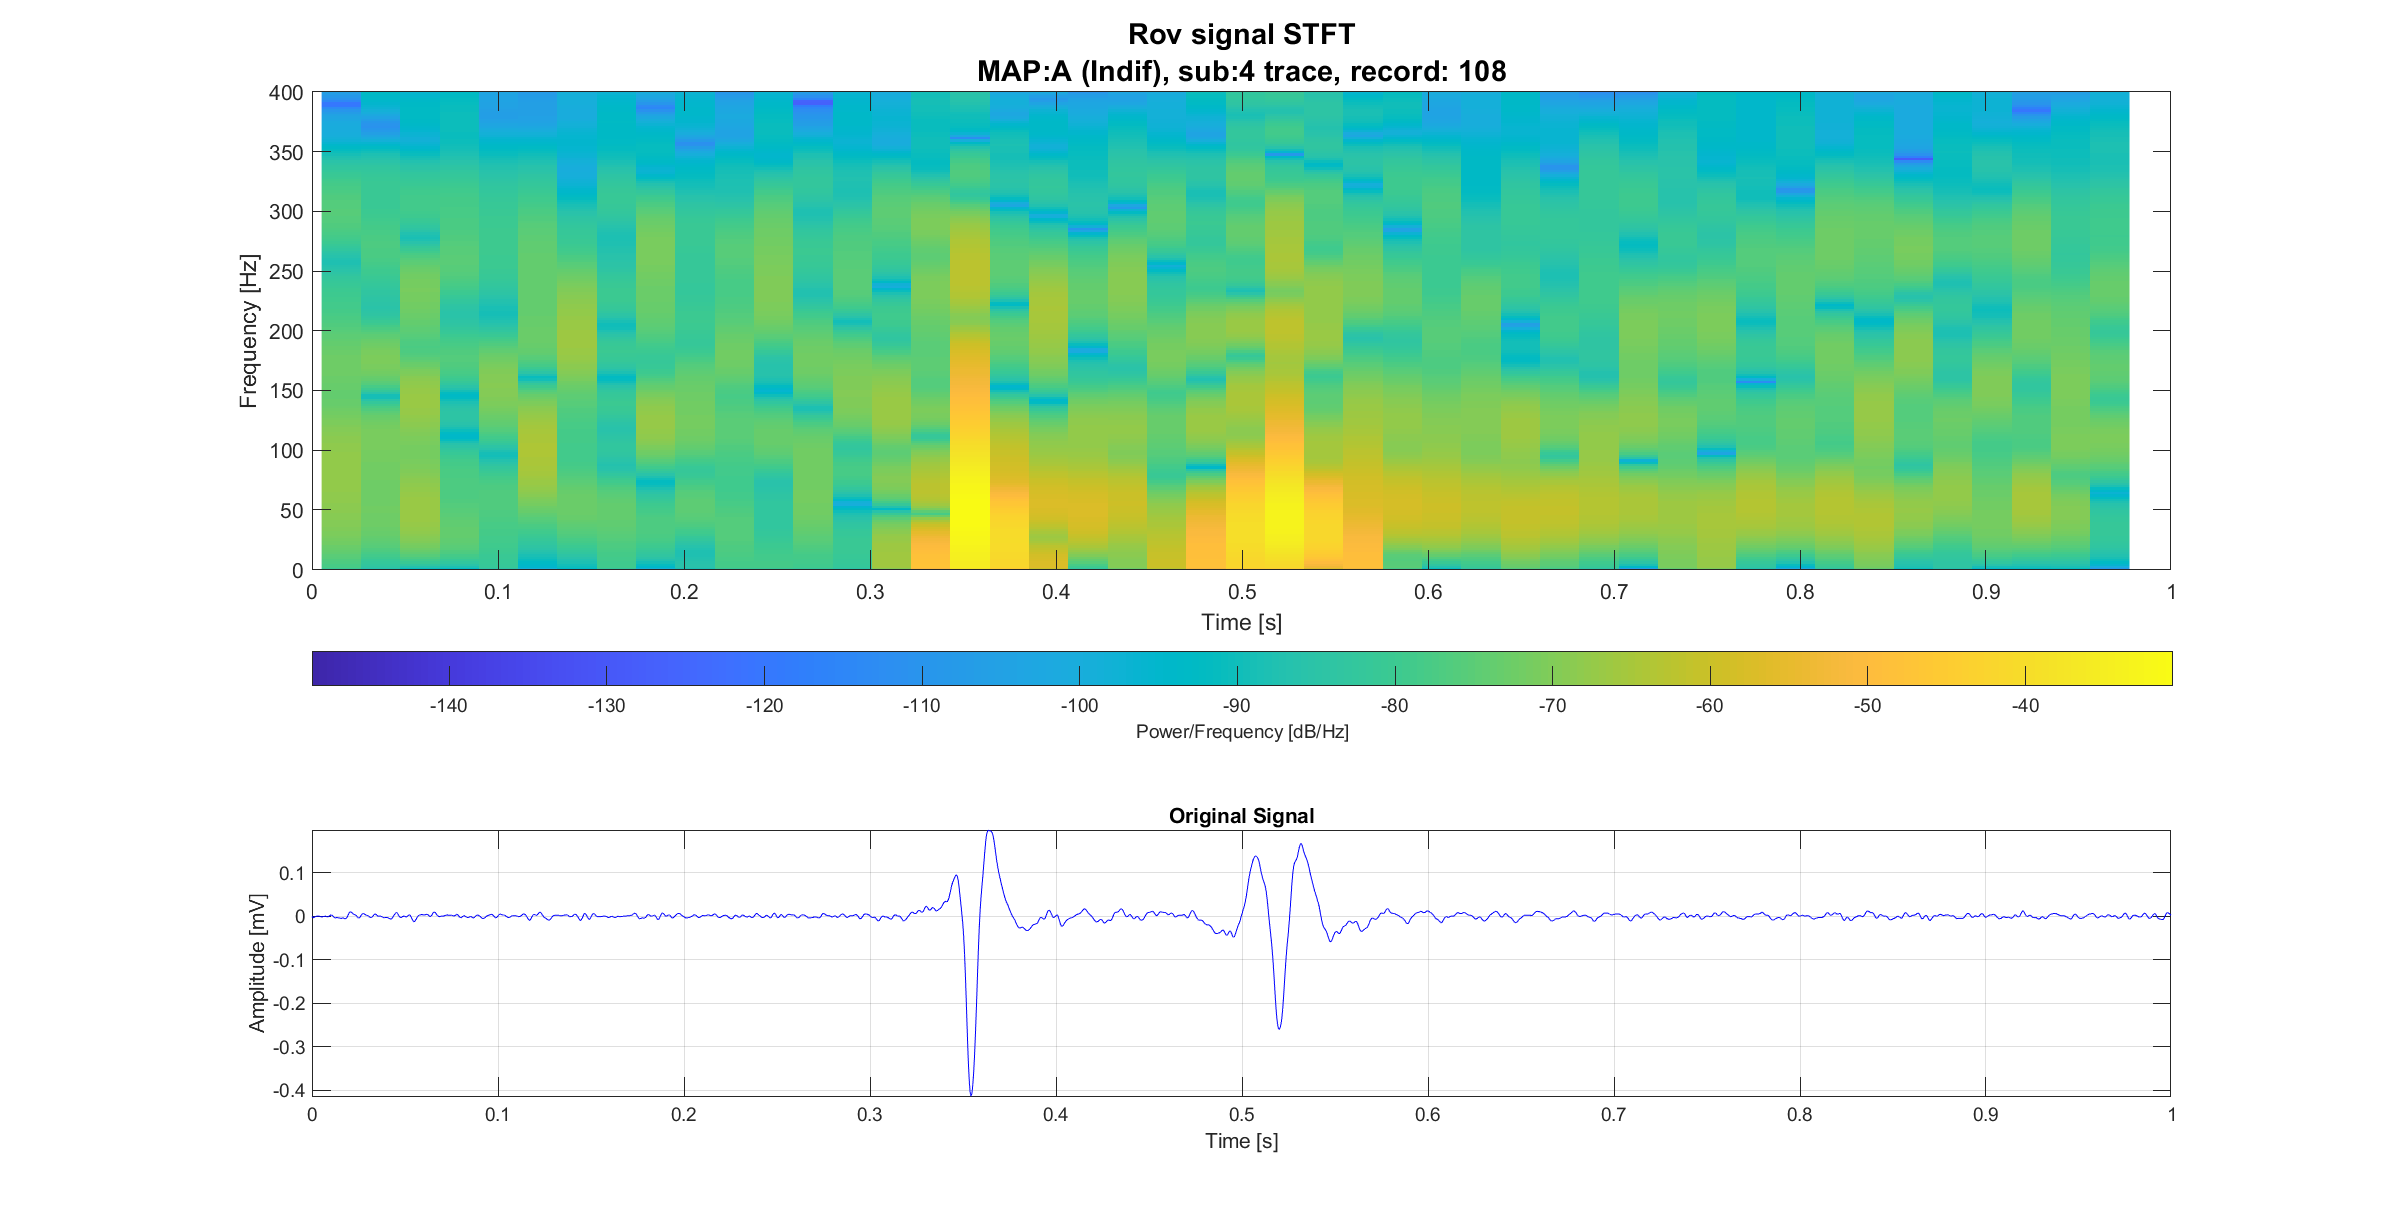 Rov signal STFT
MAP:A (Indif), sub:4 trace, record: 108
400
350
300
250
200
150
100
50
0
Frequency [Hz]
0 0.1 0.2 0.3 0.4 0.5 0.6 0.7 0.8 0.9 1
Time [s]
-140 -130 -120 -110 -100 -90 -80 -70 -60 -50 -40
Power/Frequency [dB/Hz]
Original Signal
0.1
0
-0.1
-0.2
-0.3
-0.4
Amplitude [mV]
0 0.1 0.2 0.3 0.4 0.5 0.6 0.7 0.8 0.9 1
Time [s]